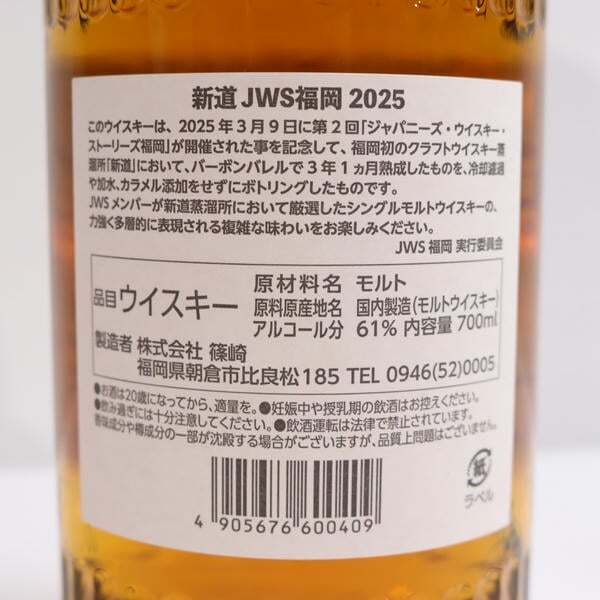 新道 JWS福岡 2025
このウイスキーは、2025年3月9日に第2回「ジャパニーズ・ウイスキー・
ストーリーズ福岡」が開催された事を記念して、福岡初のクラフトウイスキー蒸
溜所「新道」において、バーボンバレルで3年1ヵ月熟成したものを、冷却濾過
や加水、カラメル添加をせずにボトリングしたものです。
JWSメンバーが新道蒸溜所において厳選したシングルモルトウイスキーの、
力強く多層的に表現される複雑な味わいをお楽しみください。
JWS 福岡 実行委員会
品目 ウイスキー
原材料名 モルト
原料原産地名 国内製造(モルトウイスキー)
アルコール分 61% 内容量 700ml
製造者 株式会社 篠崎
福岡県朝倉市比良松185 TEL 0946(52)0005
●お酒は20歳になってから、適量を。●妊娠中や授乳期の飲酒はお控えください。
●飲み過ぎには十分注意してください。●飲酒運転は法律で禁止されています。
香味成分や樽成分の一部が沈殿する場合がございますが、品質上問題はございません。
4 905676 600409
紙
ラベル